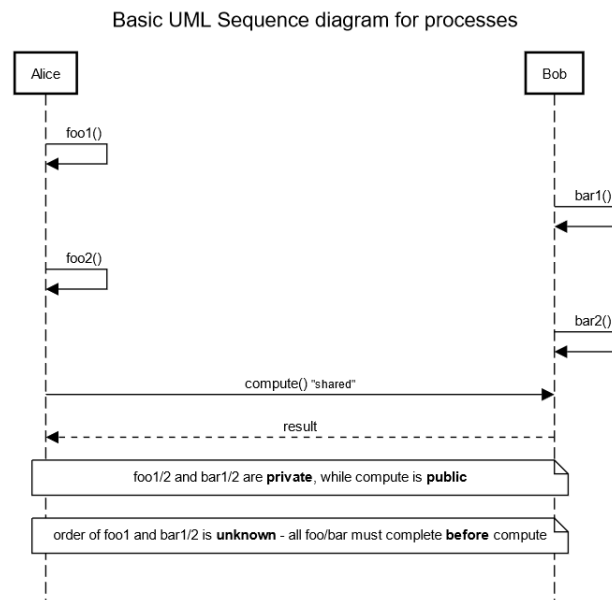 Basic UML Sequence diagram for processes
Alice
Bob
foo1()
bar1()
foo2()
bar2()
compute() "shared"
result
foo1/2 and bar1/2 are private, while compute is public
order of foo1 and bar1/2 is unknown - all foo/bar must complete before compute